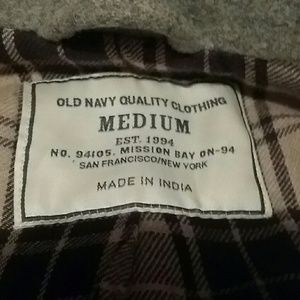 OLD NAVY QUALITY CLOTHING
MEDIUM
EST. 1994
NO. 94105. MISSION BAY ON-94
SAN FRANCISCO/NEW YORK
MADE IN INDIA